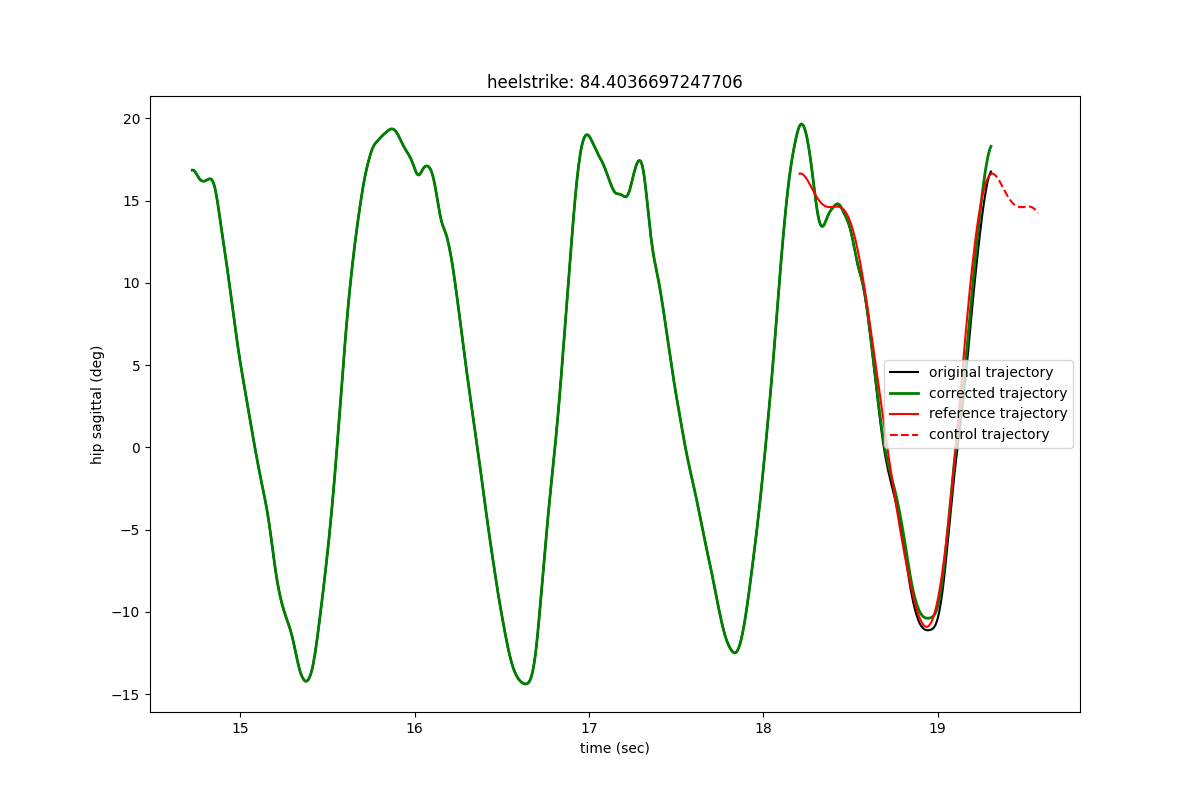 heelstrike: 84.4036697247706
20
15
10
5
0
−5
−10
−15
hip sagittal (deg)
original trajectory
corrected trajectory
reference trajectory
control trajectory
15 16 17 18 19
time (sec)